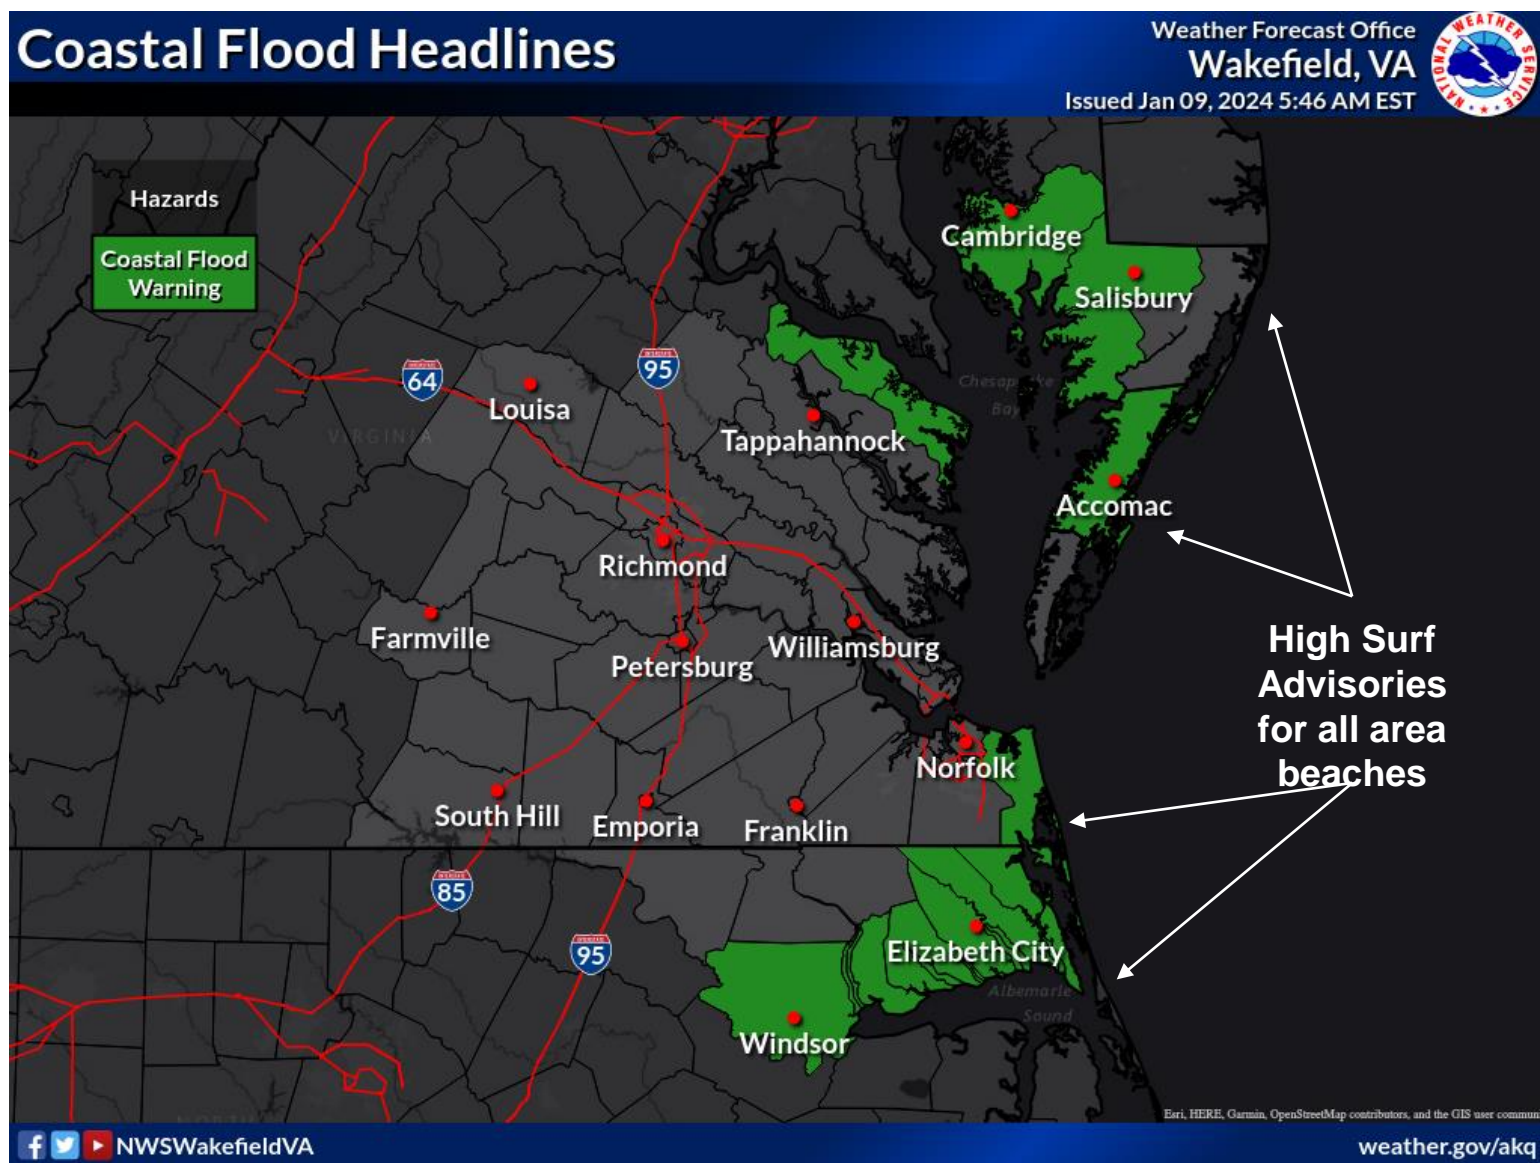 Coastal Flood Headlines
Weather Forecast Office
Wakefield, VA
Issued Jan 09, 2024 5:46 AM EST
NATIONAL WEATHER SERVICE
Hazards
Coastal Flood
Warning
Cambridge
Salisbury
64
95
Louisa
Chesapeake
Bay
VIRGINIA
Tappahannock
Accomac
Richmond
Farmville
Williamsburg
Petersburg
High Surf
Advisories
for all area
beaches
Norfolk
South Hill
Emporia
Franklin
85
95
Elizabeth City
Albemarle
Sound
Windsor
Esri, HERE, Garmin, OpenStreetMap contributors, and the GIS user commun
NWSWakefieldVA
weather.gov/akq